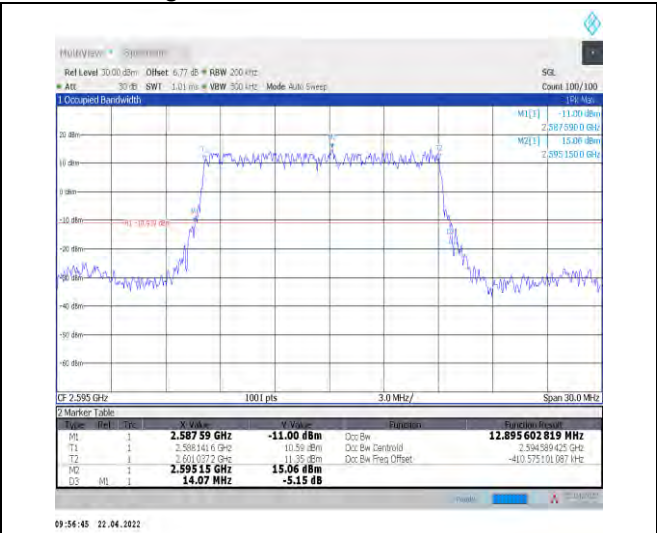 MultiView Spectrum
Ref Level 30.00 dBm Offset 6.77 dB RBW 200 kHz SGL
Att 30 dB SWT 1.01 ms VBW 500 kHz Mode Auto Sweep Count 100/100
1 Occupied Bandwidth 1Pk Max
M1[1] -11.00 dBm
2.587590 0 GHz
M2[1] 15.06 dBm
2.595150 0 GHz
20 dBm
10 dBm
0 dBm
-10 dBm
-20 dBm
-40 dBm
-50 dBm
-60 dBm
CF 2.595 GHz 1001 pts 3.0 MHz/ Span 30.0 MHz
2 Marker Table
Type Ref Trc X-Value Y-Value Function Function Result
M1 1 2.587 59 GHz -11.00 dBm Occ Bw 12.895 602 819 MHz
T1 1 2.588 141 6 GHz 10.59 dBm Occ Bw Centroid 2.594 589 425 GHz
T2 1 2.601 037 2 GHz 11.35 dBm Occ Bw Freq Offset -410.575 101 087 kHz
M2 1 2.595 15 GHz 15.06 dBm
D3 M1 1 14.07 MHz -5.15 dB
09:56:45 22.04.2022